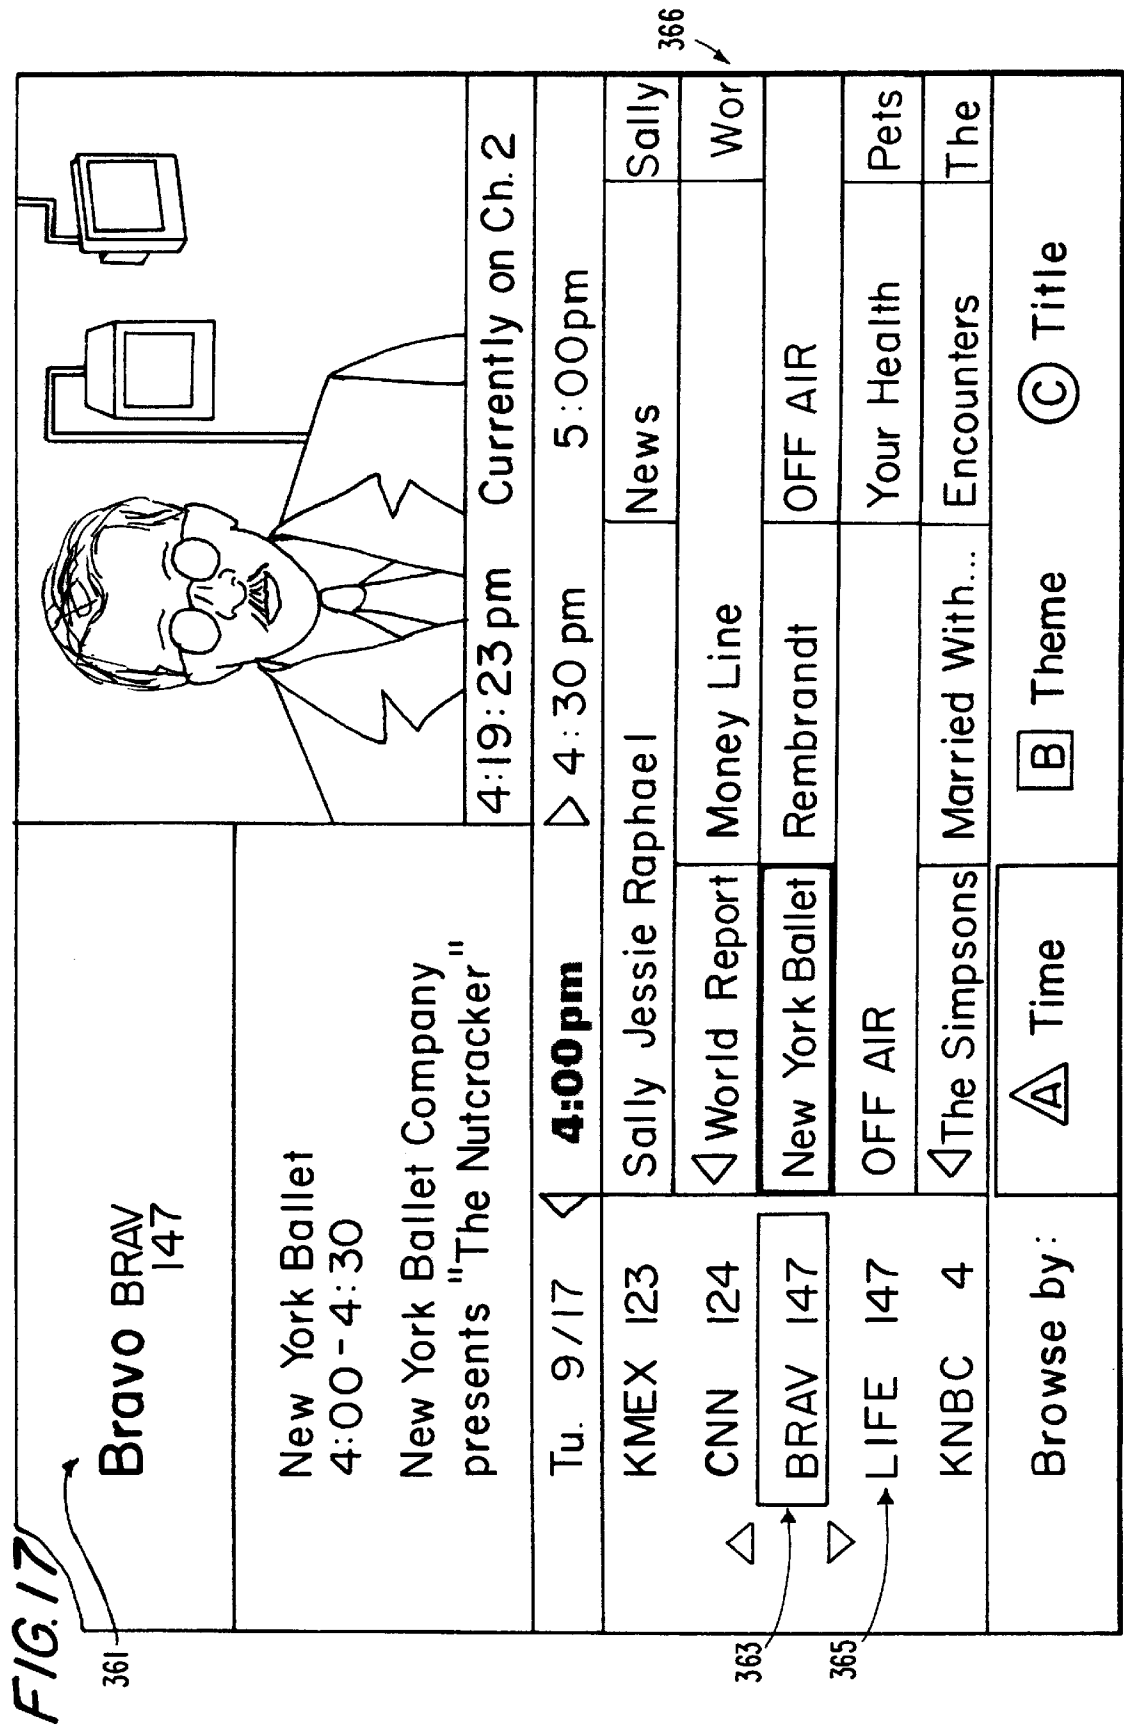 FIG. 17
361
Bravo BRAV
147
New York Ballet
4:00-4:30
New York Ballet Company
presents "The Nutcracker"
4:19:23 pm Currently on Ch. 2
Tu. 9/17 4:00pm 4:30 pm 5:00pm
KMEX 123 Sally Jessie Raphael News Sally
CNN 124 World Report Money Line Wor
BRAV 147 New York Ballet Rembrandt OFF AIR
LIFE 147 OFF AIR Your Health Pets
KNBC 4 The Simpsons Married With... Encounters The
Browse by: A Time B Theme C Title
363
365
366